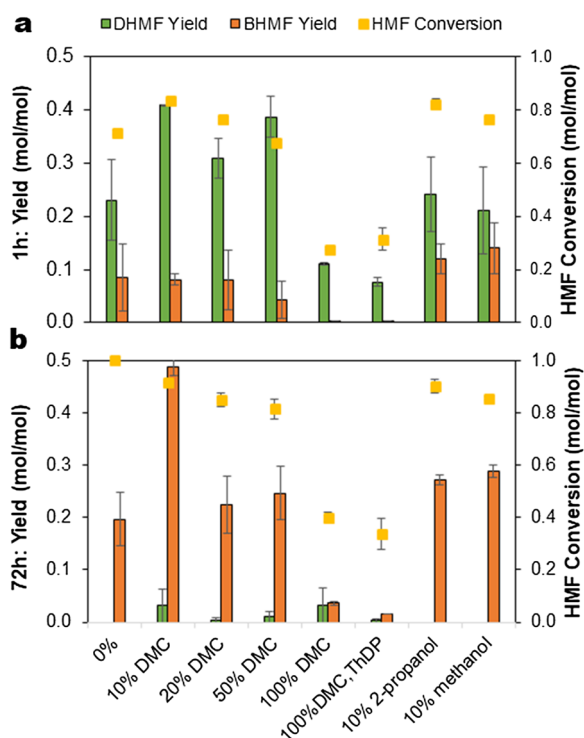 DHMF Yield BHMF Yield HMF Conversion
a
1h: Yield (mol/mol)
0.5
0.4
0.3
0.2
0.1
0.0
1.0
0.8
0.6
0.4
0.2
0.0
HMF Conversion (mol/mol)
b
72h: Yield (mol/mol)
0.5
0.4
0.3
0.2
0.1
0.0
1.0
0.8
0.6
0.4
0.2
0.0
HMF Conversion (mol/mol)
0%
10% DMC
20% DMC
50% DMC
100% DMC
100% DMC,ThDP
10% 2-propanol
10% methanol